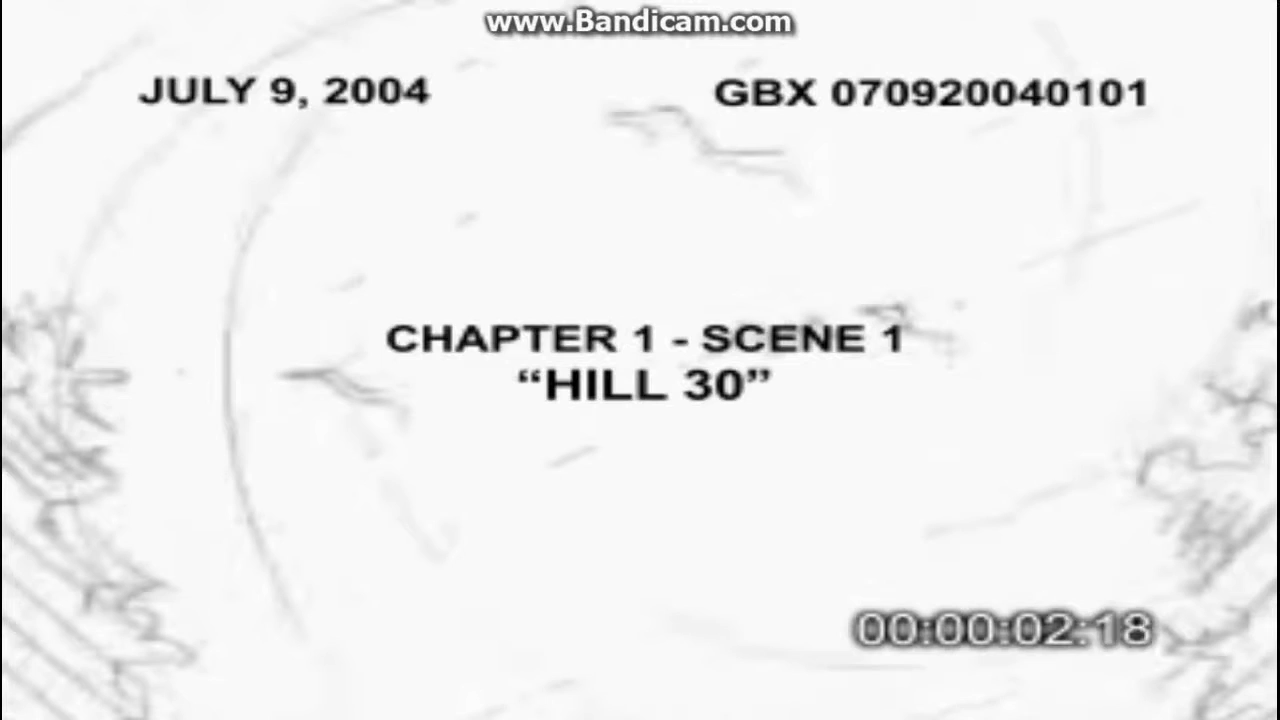 www.Bandicam.com
JULY 9, 2004 GBX 070920040101
CHAPTER 1 - SCENE 1
“HILL 30”
00:00:02:18